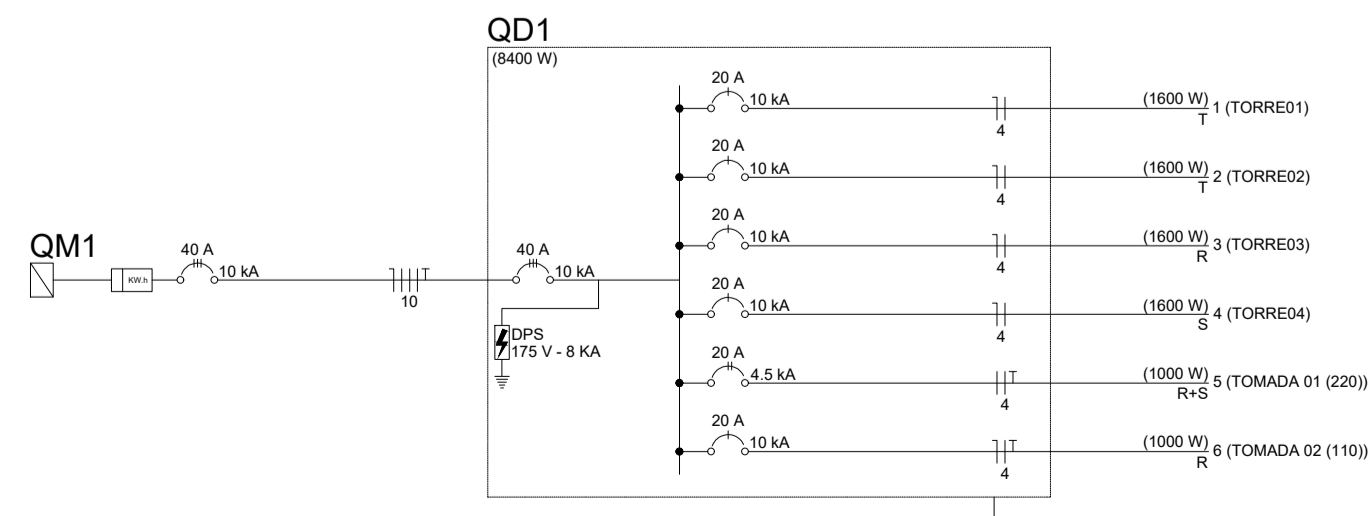 QD1
(8400 W)
20 A
10 kA
4
(1600 W)
T
1 (TORRE01)
20 A
10 kA
4
(1600 W)
T
2 (TORRE02)
20 A
10 kA
4
(1600 W)
R
3 (TORRE03)
QM1
KW.h
40 A
10 kA
T
10
40 A
10 kA
DPS
175 V - 8 KA
20 A
10 kA
4
(1600 W)
S
4 (TORRE04)
20 A
4.5 kA
T
4
(1000 W)
R+S
5 (TOMADA 01 (220))
20 A
10 kA
T
4
(1000 W)
R
6 (TOMADA 02 (110))